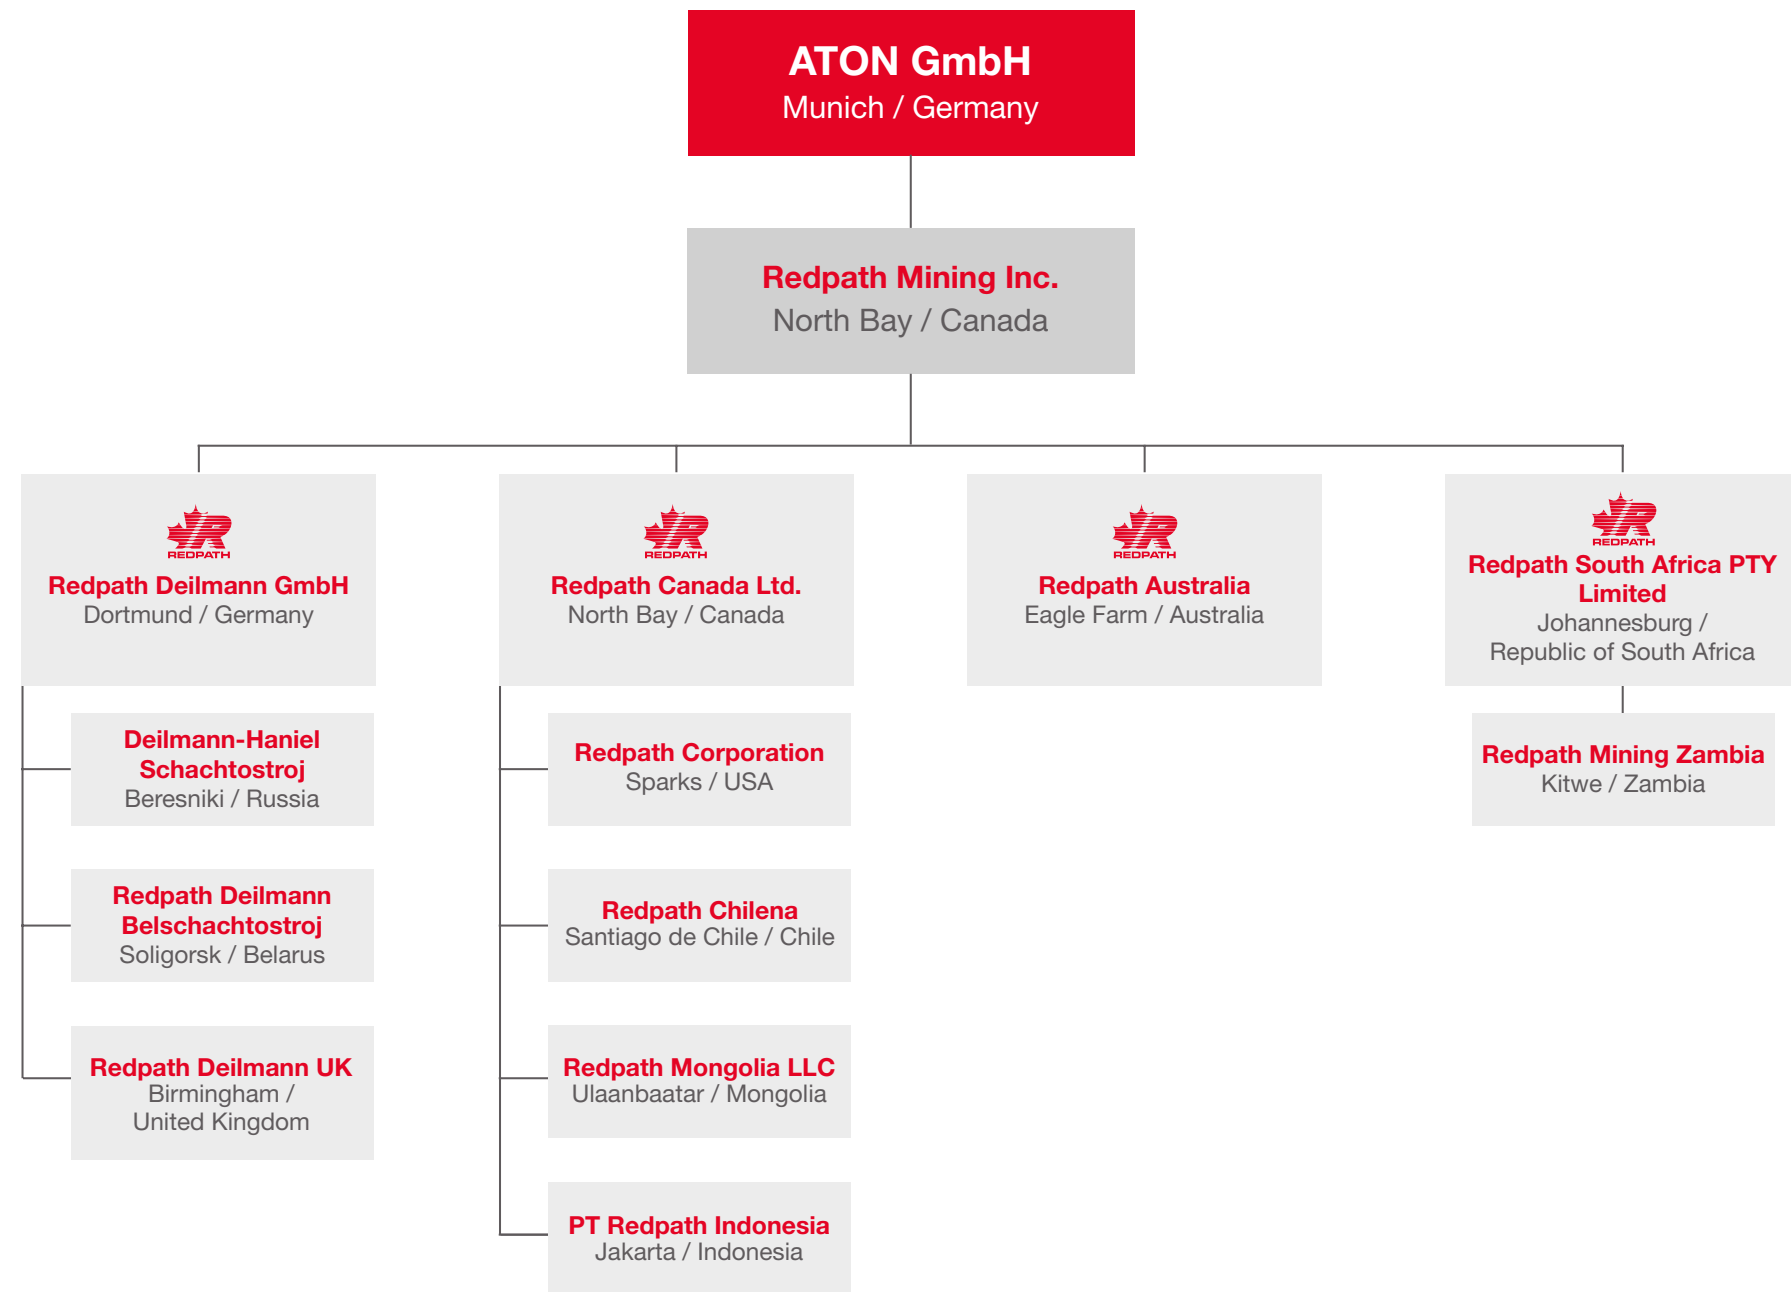 ATON GmbH
Munich / Germany
Redpath Mining Inc.
North Bay / Canada
REDPATH
Redpath Deilmann GmbH
Dortmund / Germany
Deilmann-Haniel
Schachtostroj
Beresniki / Russia
Redpath Deilmann
Belschachtostroj
Soligorsk / Belarus
Redpath Deilmann UK
Birmingham /
United Kingdom
REDPATH
Redpath Canada Ltd.
North Bay / Canada
Redpath Corporation
Sparks / USA
Redpath Chilena
Santiago de Chile / Chile
Redpath Mongolia LLC
Ulaanbaatar / Mongolia
PT Redpath Indonesia
Jakarta / Indonesia
REDPATH
Redpath Australia
Eagle Farm / Australia
REDPATH
Redpath South Africa PTY
Limited
Johannesburg /
Republic of South Africa
Redpath Mining Zambia
Kitwe / Zambia